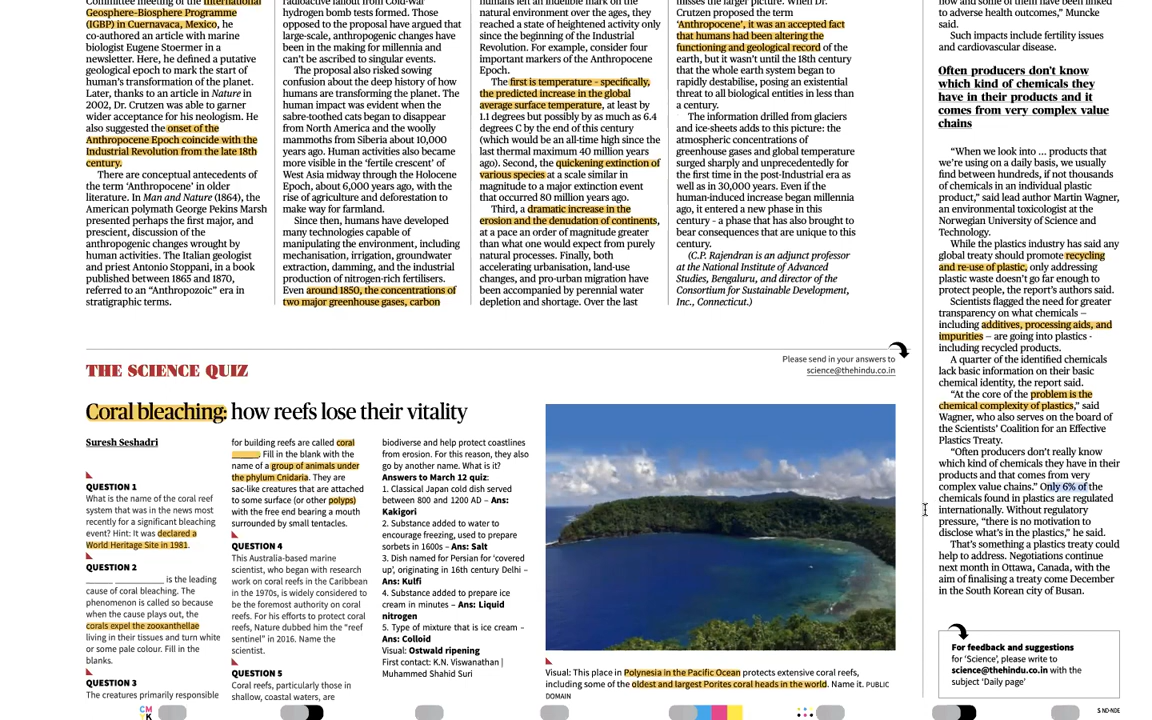 Committee meeting of the International
Geosphere-Biosphere Programme
(IGBP) in Cuernavaca, Mexico, he
co-authored an article with marine
biologist Eugene Stoermer in a
newsletter. Here, he defined a putative
geological epoch to mark the start of
human's transformation of the planet.
Later, thanks to an article in Nature in
2002, Dr. Crutzen was able to garner
wider acceptance for his neologism. He
also suggested the onset of the
Anthropocene Epoch coincide with the
Industrial Revolution from the late 18th
century.
There are conceptual antecedents of
the term 'Anthropocene' in older
literature. In Man and Nature (1864), the
American polymath George Pekins Marsh
presented perhaps the first major, and
prescient, discussion of the
anthropogenic changes wrought by
human activities. The Italian geologist
and priest Antonio Stoppani, in a book
published between 1865 and 1870,
referred to an "Anthropozoic" era in
stratigraphic terms.
radioactive fallout from Cold-War
hydrogen bomb tests formed. Those
opposed to the proposal have argued that
large-scale, anthropogenic changes have
been in the making for millennia and
can't be ascribed to singular events.
The proposal also risked sowing
confusion about the deep history of how
humans are transforming the planet. The
human impact was evident when the
sabre-toothed cats began to disappear
from North America and the woolly
mammoths from Siberia about 10,000
years ago. Human activities also became
more visible in the 'fertile crescent' of
West Asia midway through the Holocene
Epoch, about 6,000 years ago, with the
rise of agriculture and deforestation to
make way for farmland.
Since then, humans have developed
many technologies capable of
manipulating the environment, including
mechanisation, irrigation, groundwater
extraction, damming, and the industrial
production of nitrogen-rich fertilisers.
Even around 1850, the concentrations of
two major greenhouse gases, carbon
humans left an indelible mark on the
natural environment over the ages, they
reached a state of heightened activity only
since the beginning of the Industrial
Revolution. For example, consider four
important markers of the Anthropocene
Epoch.
The first is temperature – specifically,
the predicted increase in the global
average surface temperature, at least by
1.1 degrees but possibly by as much as 6.4
degrees C by the end of this century
(which would be an all-time high since the
last thermal maximum 40 million years
ago). Second, the quickening extinction of
various species at a scale similar in
magnitude to a major extinction event
that occurred 80 million years ago.
Third, a dramatic increase in the
erosion and the denudation of continents,
at a pace an order of magnitude greater
than what one would expect from purely
natural processes. Finally, both
accelerating urbanisation, land-use
changes, and pro-urban migration have
been accompanied by perennial water
depletion and shortage. Over the last
misses the larger picture. When Dr.
Crutzen proposed the term
'Anthropocene', it was an accepted fact
that humans had been altering the
functioning and geological record of the
earth, but it wasn't until the 18th century
that the whole earth system began to
rapidly destabilise, posing an existential
threat to all biological entities in less than
a century.
The information drilled from glaciers
and ice-sheets adds to this picture: the
atmospheric concentrations of
greenhouse gases and global temperature
surged sharply and unprecedentedly for
the first time in the post-Industrial era as
well as in 30,000 years. Even if the
human-induced increase began millennia
ago, it entered a new phase in this
century – a phase that has also brought to
bear consequences that are unique to this
century.
(C.P. Rajendran is an adjunct professor
at the National Institute of Advanced
Studies, Bengaluru, and director of the
Consortium for Sustainable Development,
Inc., Connecticut.)
how and some of them have been linked
to adverse health outcomes," Muncke
said.
Such impacts include fertility issues
and cardiovascular disease.
Often producers don't know
which kind of chemicals they
have in their products and it
comes from very complex value
chains
"When we look into ... products that
we're using on a daily basis, we usually
find between hundreds, if not thousands
of chemicals in an individual plastic
product," said lead author Martin Wagner,
an environmental toxicologist at the
Norwegian University of Science and
Technology.
While the plastics industry has said any
global treaty should promote recycling
and re-use of plastic, only addressing
plastic waste doesn't go far enough to
protect people, the report's authors said.
Scientists flagged the need for greater
transparency on what chemicals –
including additives, processing aids, and
impurities – are going into plastics -
including recycled products.
A quarter of the identified chemicals
lack basic information on their basic
chemical identity, the report said.
"At the core of the problem is the
chemical complexity of plastics," said
Wagner, who also serves on the board of
the Scientists' Coalition for an Effective
Plastics Treaty.
"Often producers don't really know
which kind of chemicals they have in their
products and that comes from very
complex value chains." Only 6% of the
chemicals found in plastics are regulated
internationally. Without regulatory
pressure, "there is no motivation to
disclose what's in the plastics," he said.
That's something a plastics treaty could
help to address. Negotiations continue
next month in Ottawa, Canada, with the
aim of finalising a treaty come December
in the South Korean city of Busan.
THE SCIENCE QUIZ
Please send in your answers to
science@thehindu.co.in
Coral bleaching: how reefs lose their vitality
Suresh Seshadri
QUESTION 1
What is the name of the coral reef
system that was in the news most
recently for a significant bleaching
event? Hint: It was declared a
World Heritage Site in 1981.
QUESTION 2
______ ___________ is the leading
cause of coral bleaching. The
phenomenon is called so because
when the cause plays out, the
corals expel the zooxanthellae
living in their tissues and turn white
or some pale colour. Fill in the
blanks.
QUESTION 3
The creatures primarily responsible
for building reefs are called coral
______. Fill in the blank with the
name of a group of animals under
the phylum Cnidaria. They are
sac-like creatures that are attached
to some surface (or other polyps)
with the free end bearing a mouth
surrounded by small tentacles.
QUESTION 4
This Australia-based marine
scientist, who began with research
work on coral reefs in the Caribbean
in the 1970s, is widely considered to
be the foremost authority on coral
reefs. For his efforts to protect coral
reefs, Nature dubbed him the "reef
sentinel" in 2016. Name the
scientist.
QUESTION 5
Coral reefs, particularly those in
shallow, coastal waters, are
biodiverse and help protect coastlines
from erosion. For this reason, they also
go by another name. What is it?
Answers to March 12 quiz:
1. Classical Japan cold dish served
between 800 and 1200 AD – Ans:
Kakigori
2. Substance added to water to
encourage freezing, used to prepare
sorbets in 1600s – Ans: Salt
3. Dish named for Persian for 'covered
up', originating in 16th century Delhi –
Ans: Kulfi
4. Substance added to prepare ice
cream in minutes – Ans: Liquid
nitrogen
5. Type of mixture that is ice cream –
Ans: Colloid
Visual: Ostwald ripening
First contact: K.N. Viswanathan |
Muhammed Shahid Suri
Visual: This place in Polynesia in the Pacific Ocean protects extensive coral reefs,
including some of the oldest and largest Porites coral heads in the world. Name it. PUBLIC
DOMAIN
For feedback and suggestions
for 'Science', please write to
science@thehindu.co.in with the
subject 'Daily page'
CM
YK
S ND-NDE